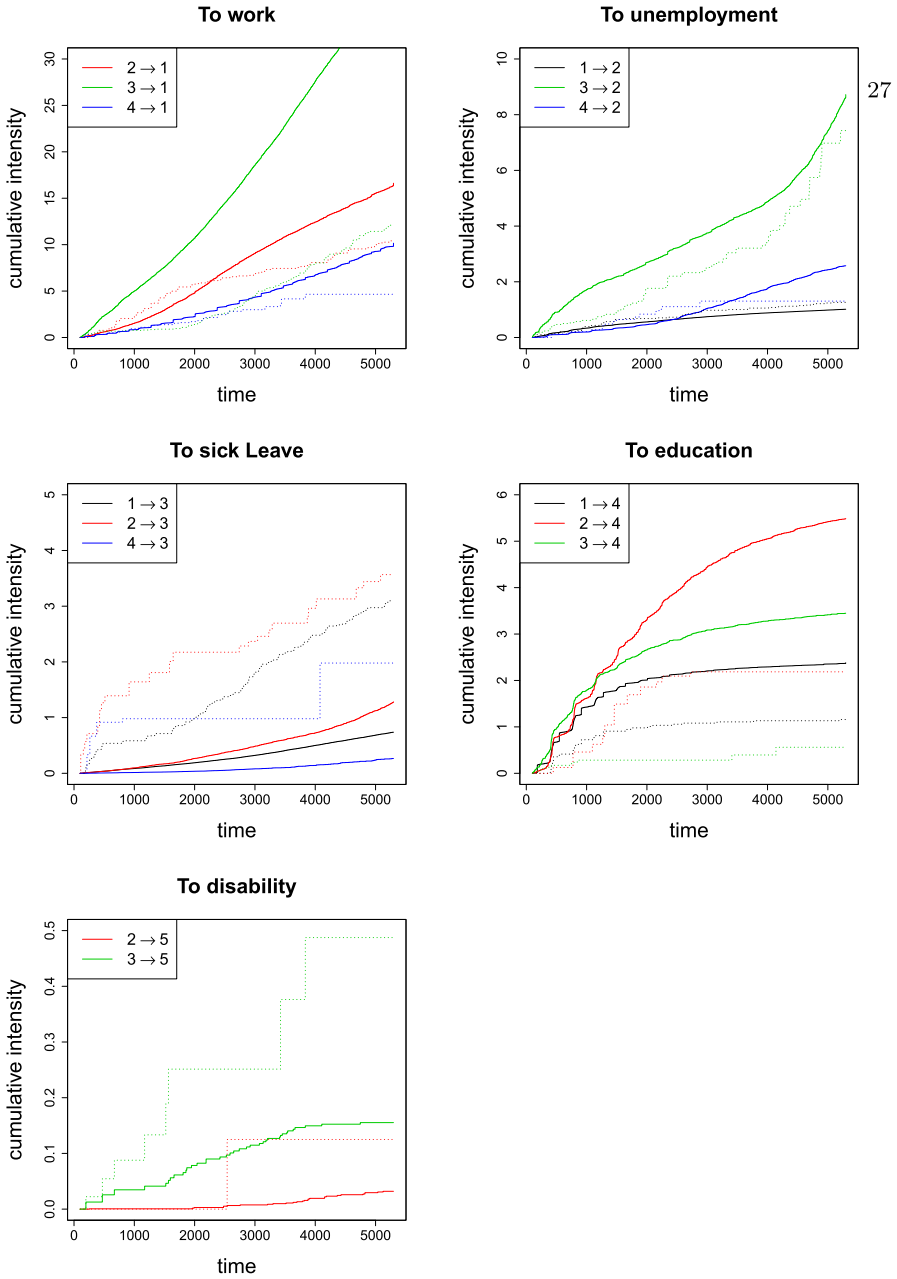 To work
cumulative intensity
30
25
20
15
10
5
0
2 → 1
3 → 1
4 → 1
0 1000 2000 3000 4000 5000
time
To unemployment
cumulative intensity
10
8
6
4
2
0
1 → 2
3 → 2
4 → 2
0 1000 2000 3000 4000 5000
time
27
To sick Leave
cumulative intensity
5
4
3
2
1
0
1 → 3
2 → 3
4 → 3
0 1000 2000 3000 4000 5000
time
To education
cumulative intensity
6
5
4
3
2
1
0
1 → 4
2 → 4
3 → 4
0 1000 2000 3000 4000 5000
time
To disability
cumulative intensity
0.5
0.4
0.3
0.2
0.1
0.0
2 → 5
3 → 5
0 1000 2000 3000 4000 5000
time